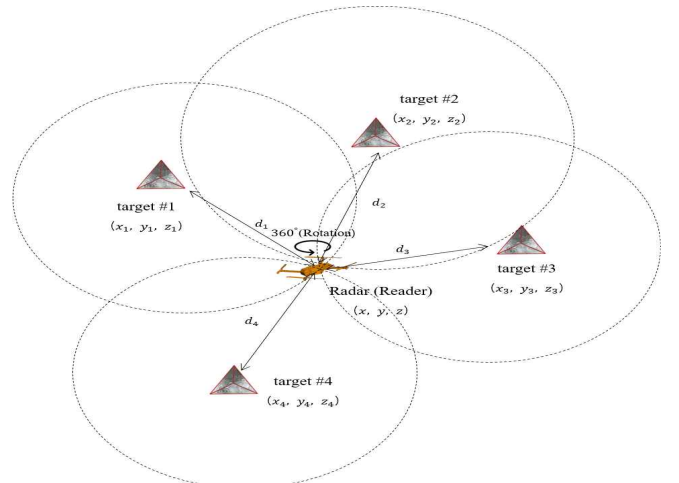 target #2
(x₂, y₂, z₂)
target #1
(x₁, y₁, z₁)
d₁
d₂
360°(Rotation)
d₃
target #3
(x₃, y₃, z₃)
Radar (Reader)
(x, y, z)
d₄
target #4
(x₄, y₄, z₄)